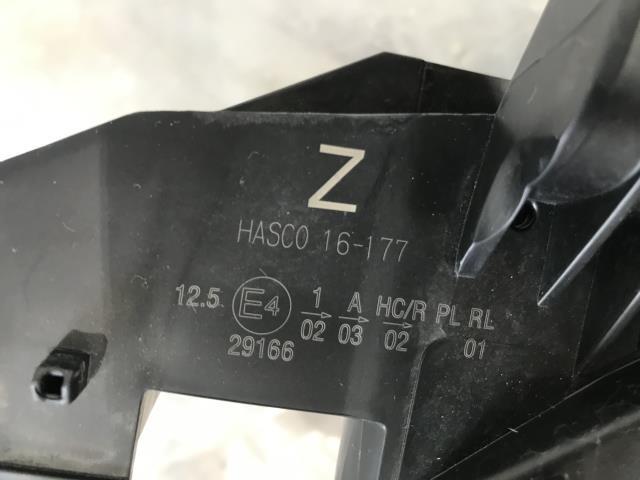 Z
HASCO 16-177
12.5 E4 1 A HC/R PL RL
02 03 02 01
29166